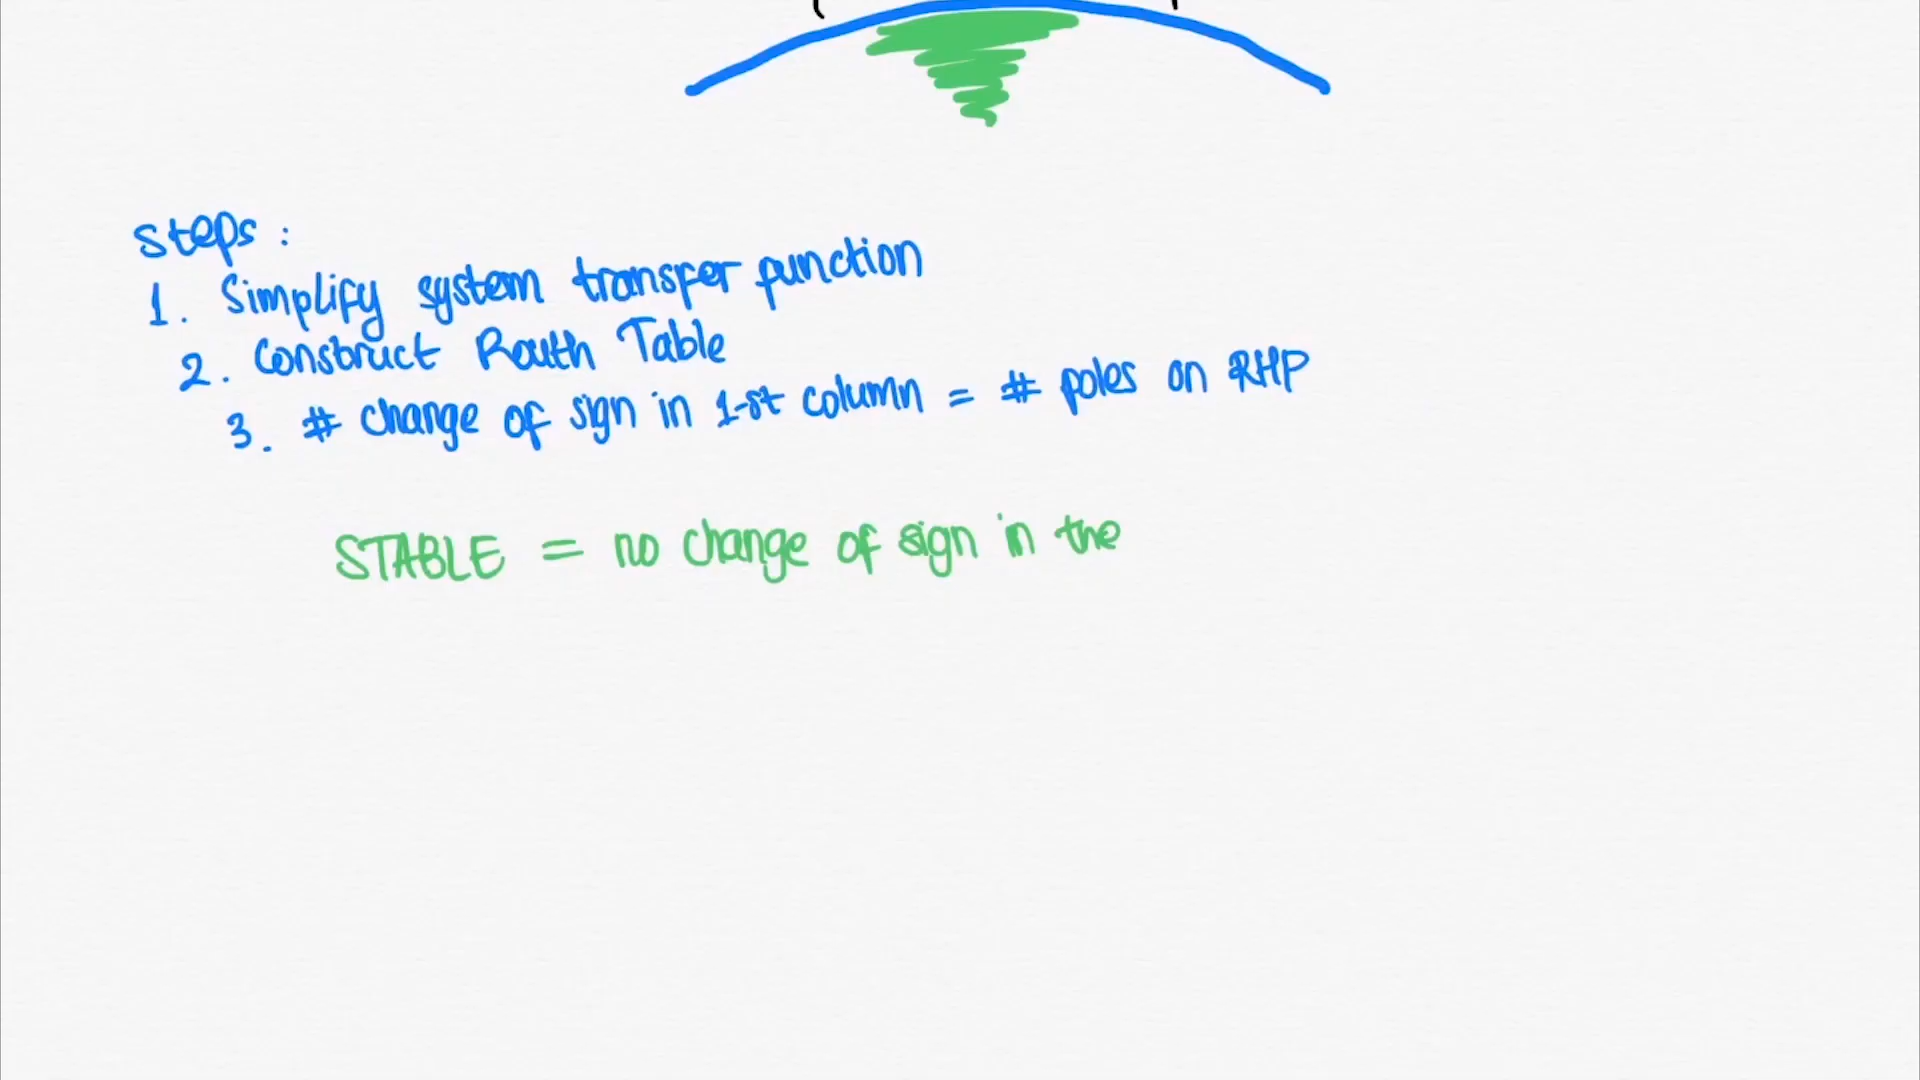 Steps :
1. Simplify system transfer function
2. Construct Routh Table
3. # change of sign in 1-st column = # poles on RHP
STABLE = no change of sign in the